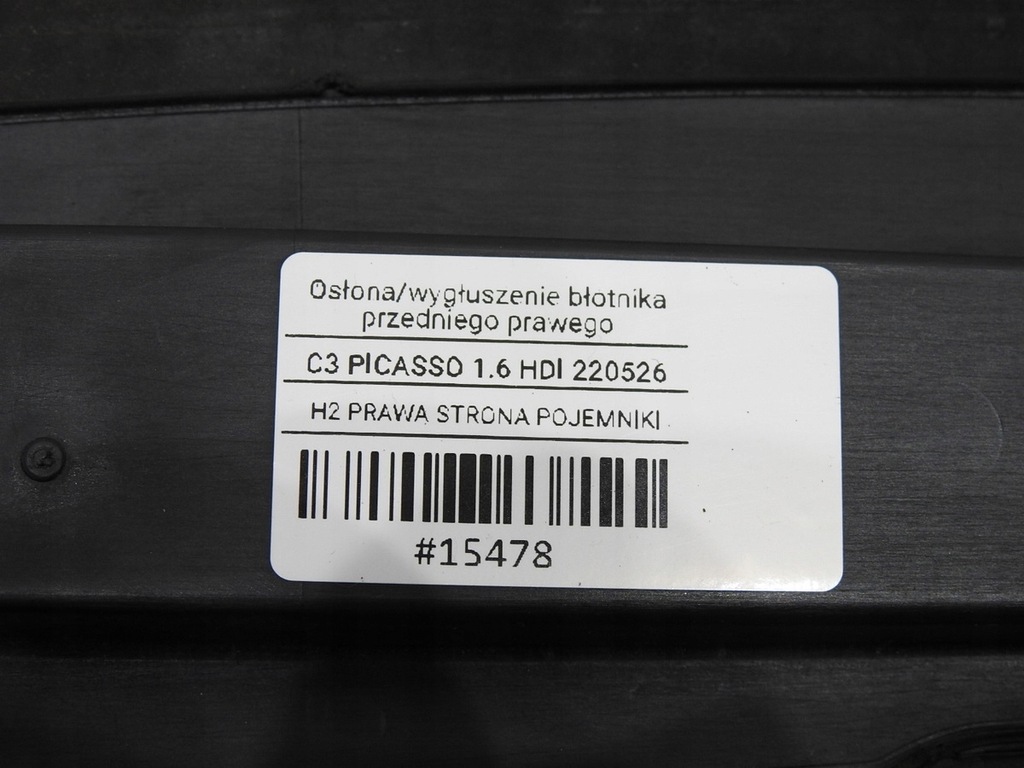 Osłona/wygłuszenie błotnika
przedniego prawego
C3 PICASSO 1.6 HDI 220526
H2 PRAWA STRONA POJEMNIKI
#15478